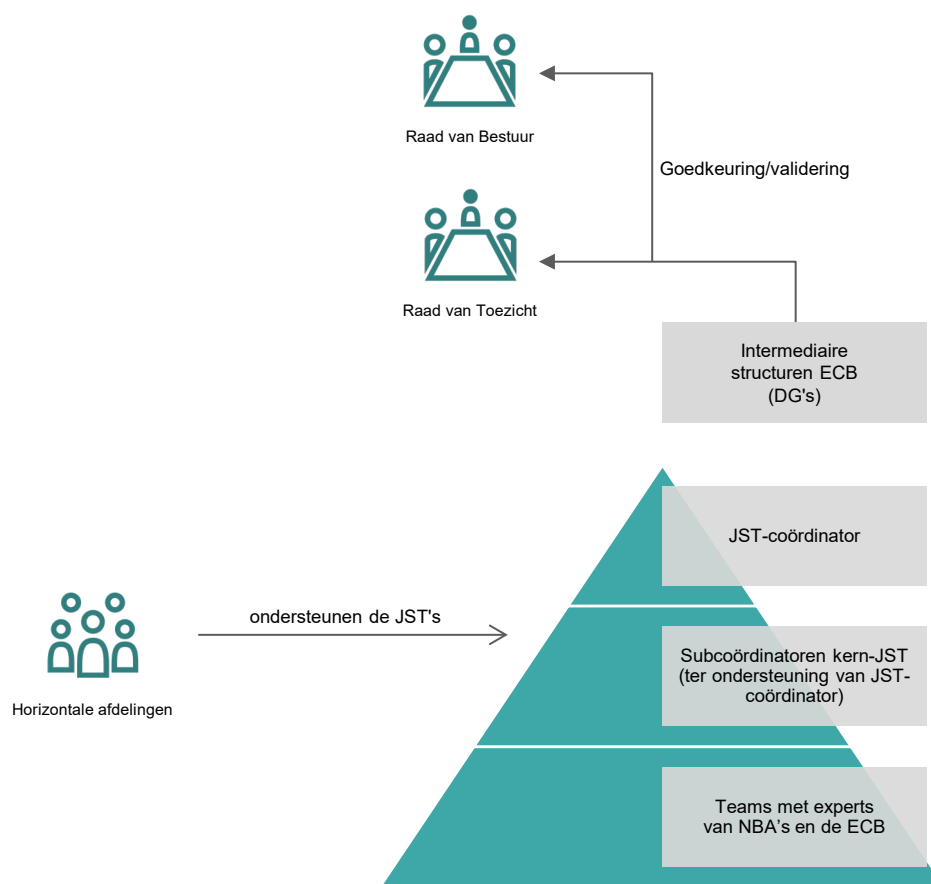 Raad van Bestuur
Goedkeuring/validering
Raad van Toezicht
Intermediaire
structuren ECB
(DG's)
JST-coördinator
ondersteunen de JST's
Subcoördinatoren kern-JST
(ter ondersteuning van JST-
coördinator)
Horizontale afdelingen
Teams met experts
van NBA’s en de ECB